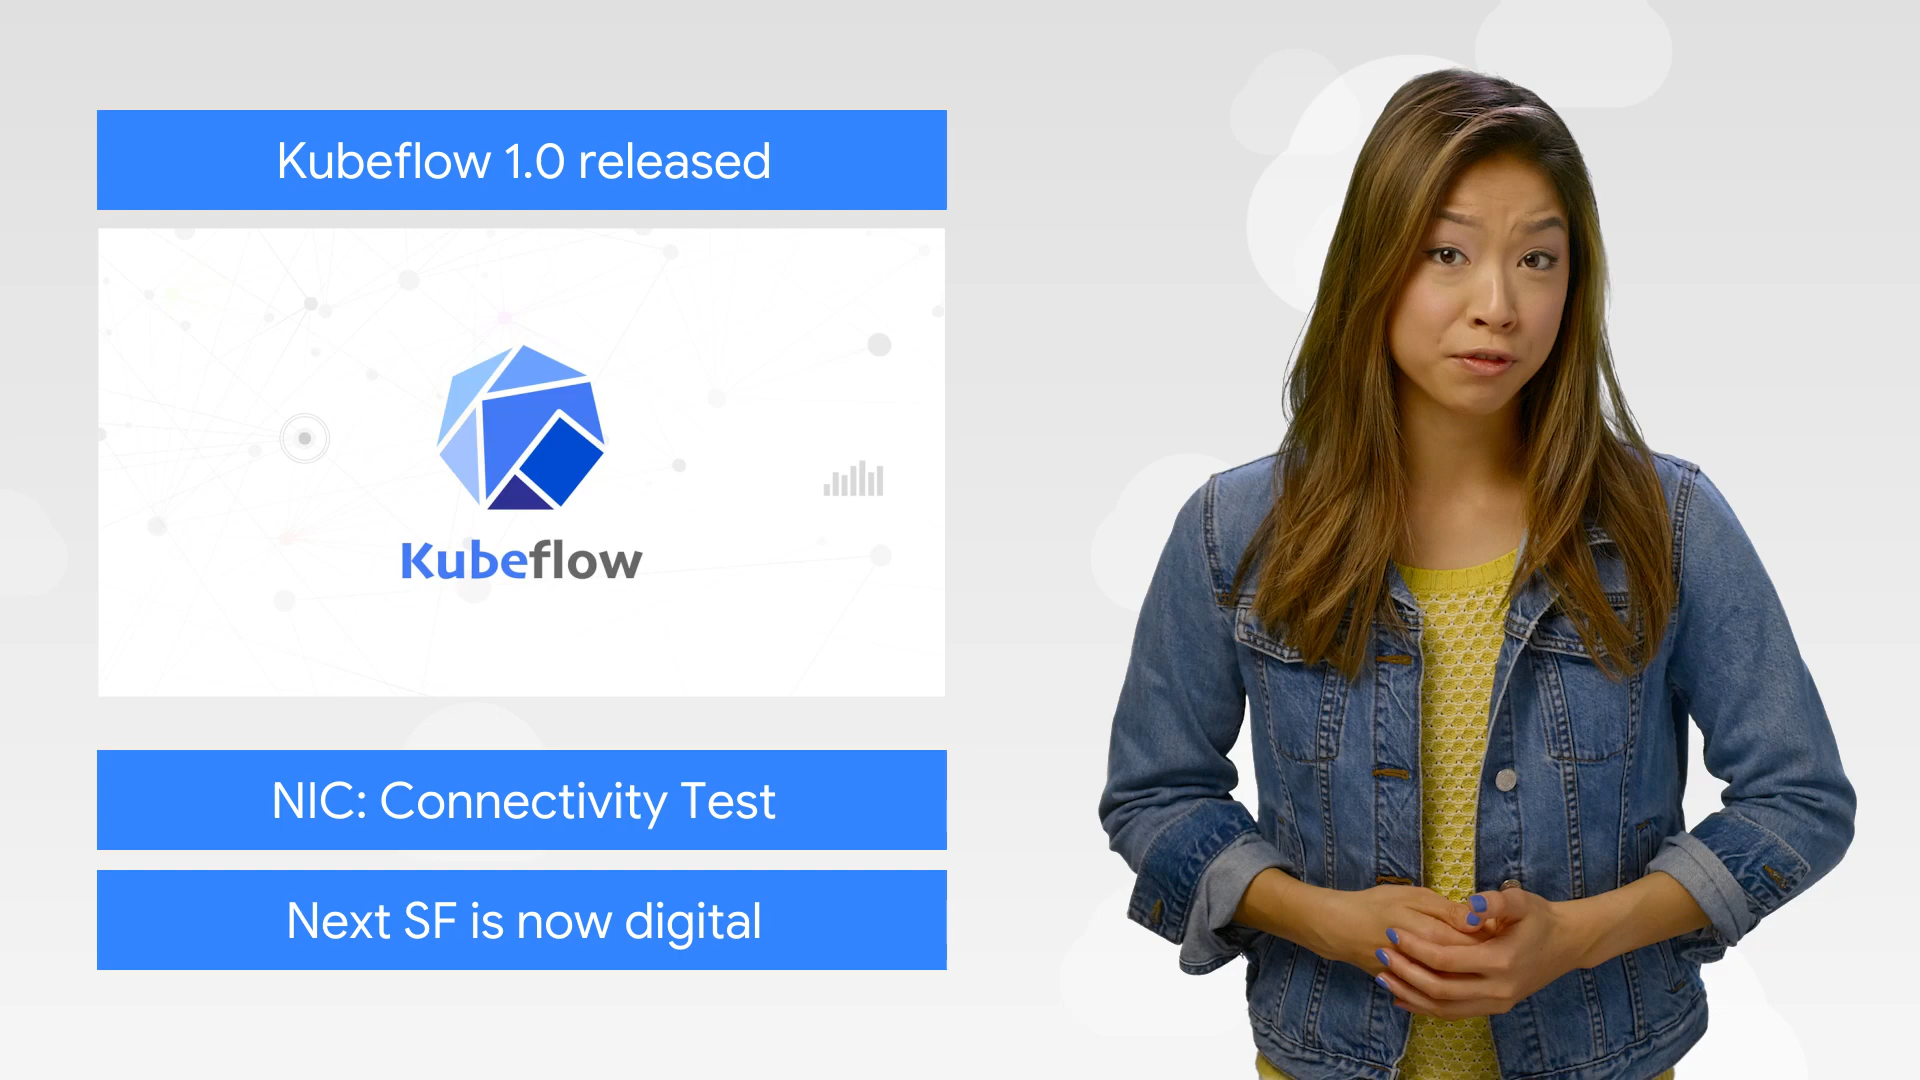 Kubeflow 1.0 released
Kubeflow
NIC: Connectivity Test
Next SF is now digital